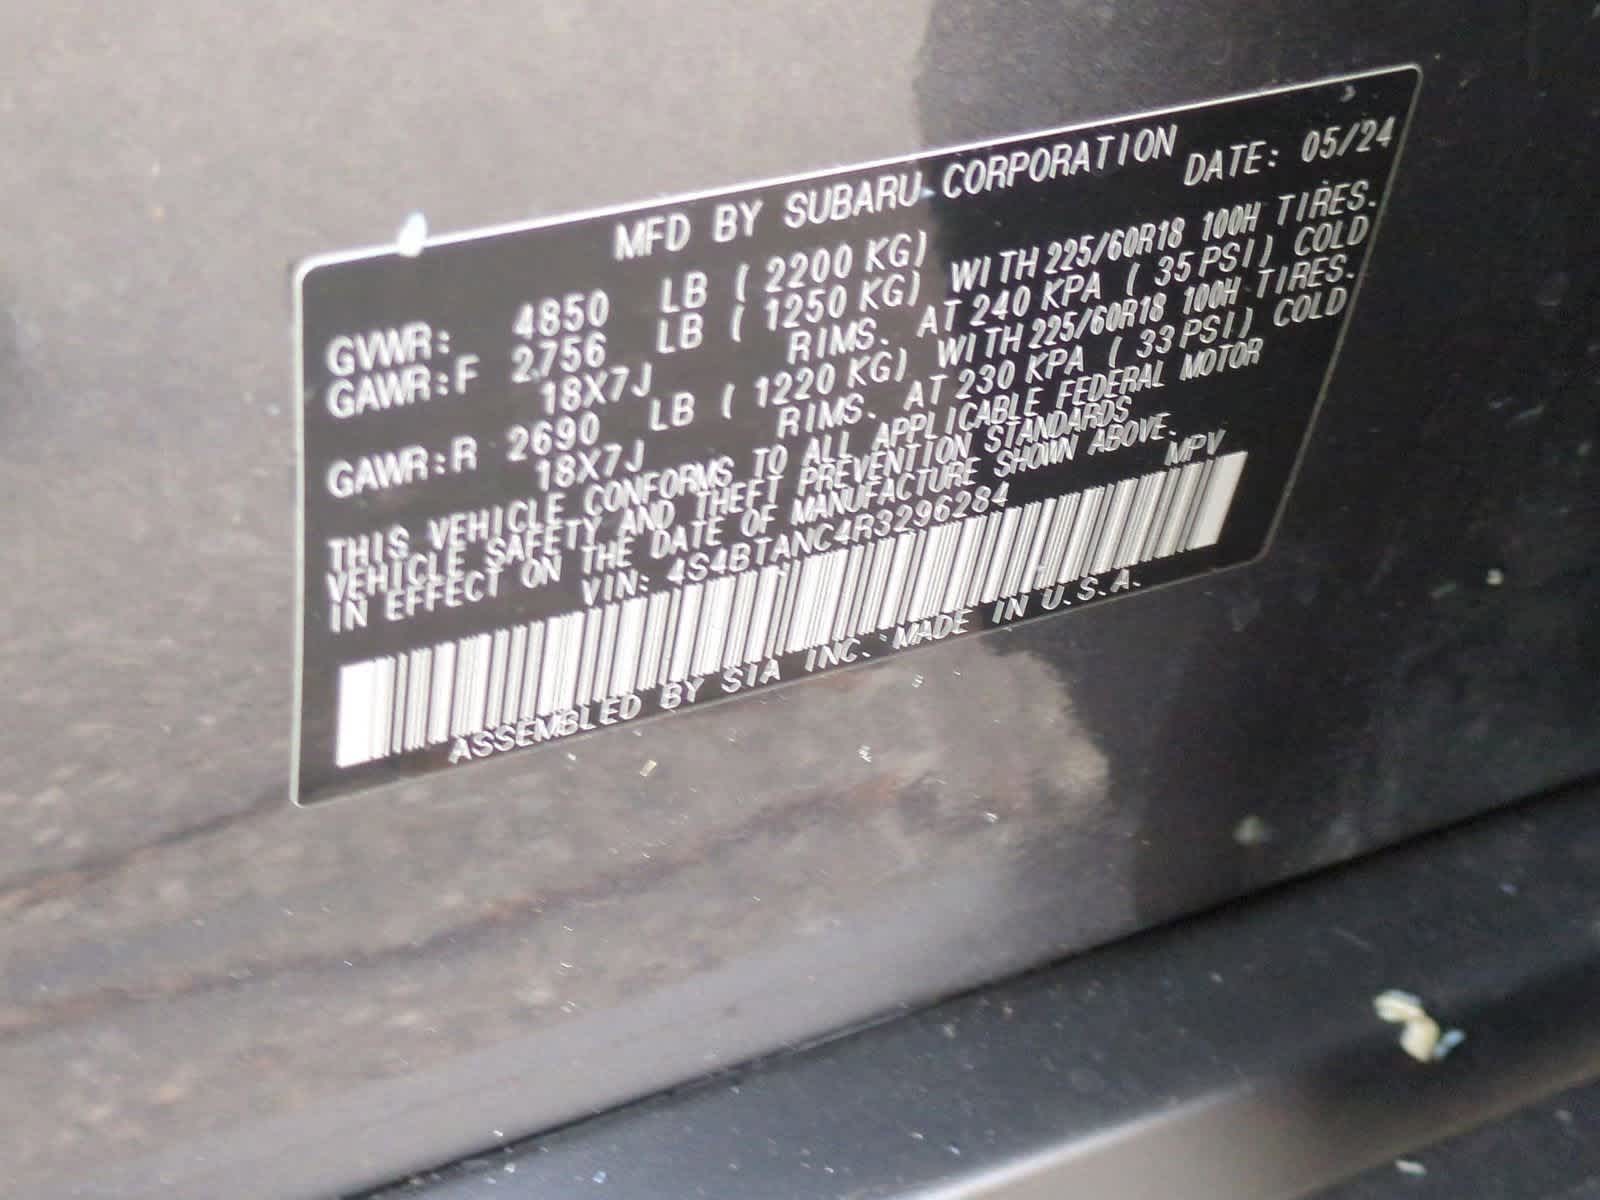 MFD BY SUBARU CORPORATION
DATE: 05/24
GVWR: 4850 LB ( 2200 KG)
GAWR:F 2756 LB ( 1250 KG) WITH 225/60R18 100H TIRES.
18X7J RIMS. AT 240 KPA ( 35 PSI) COLD
GAWR:R 2690 LB ( 1220 KG) WITH 225/60R18 100H TIRES.
18X7J RIMS. AT 230 KPA ( 33 PSI) COLD
THIS VEHICLE CONFORMS TO ALL APPLICABLE FEDERAL MOTOR
VEHICLE SAFETY AND THEFT PREVENTION STANDARDS
IN EFFECT ON THE DATE OF MANUFACTURE SHOWN ABOVE.
VIN: 4S4BTANC4R3296284 MPV
ASSEMBLED BY SIA INC. MADE IN U.S.A.